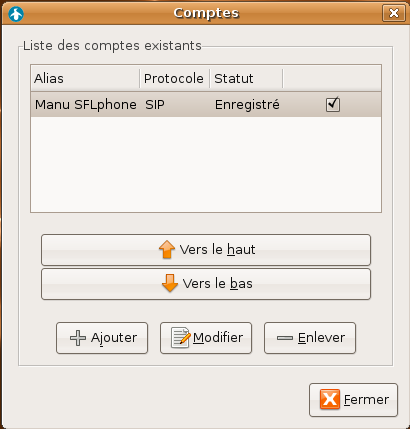 Comptes
Liste des comptes existants
Alias Protocole Statut
Manu SFLphone SIP Enregistré
Vers le haut
Vers le bas
Ajouter Modifier Enlever
Fermer